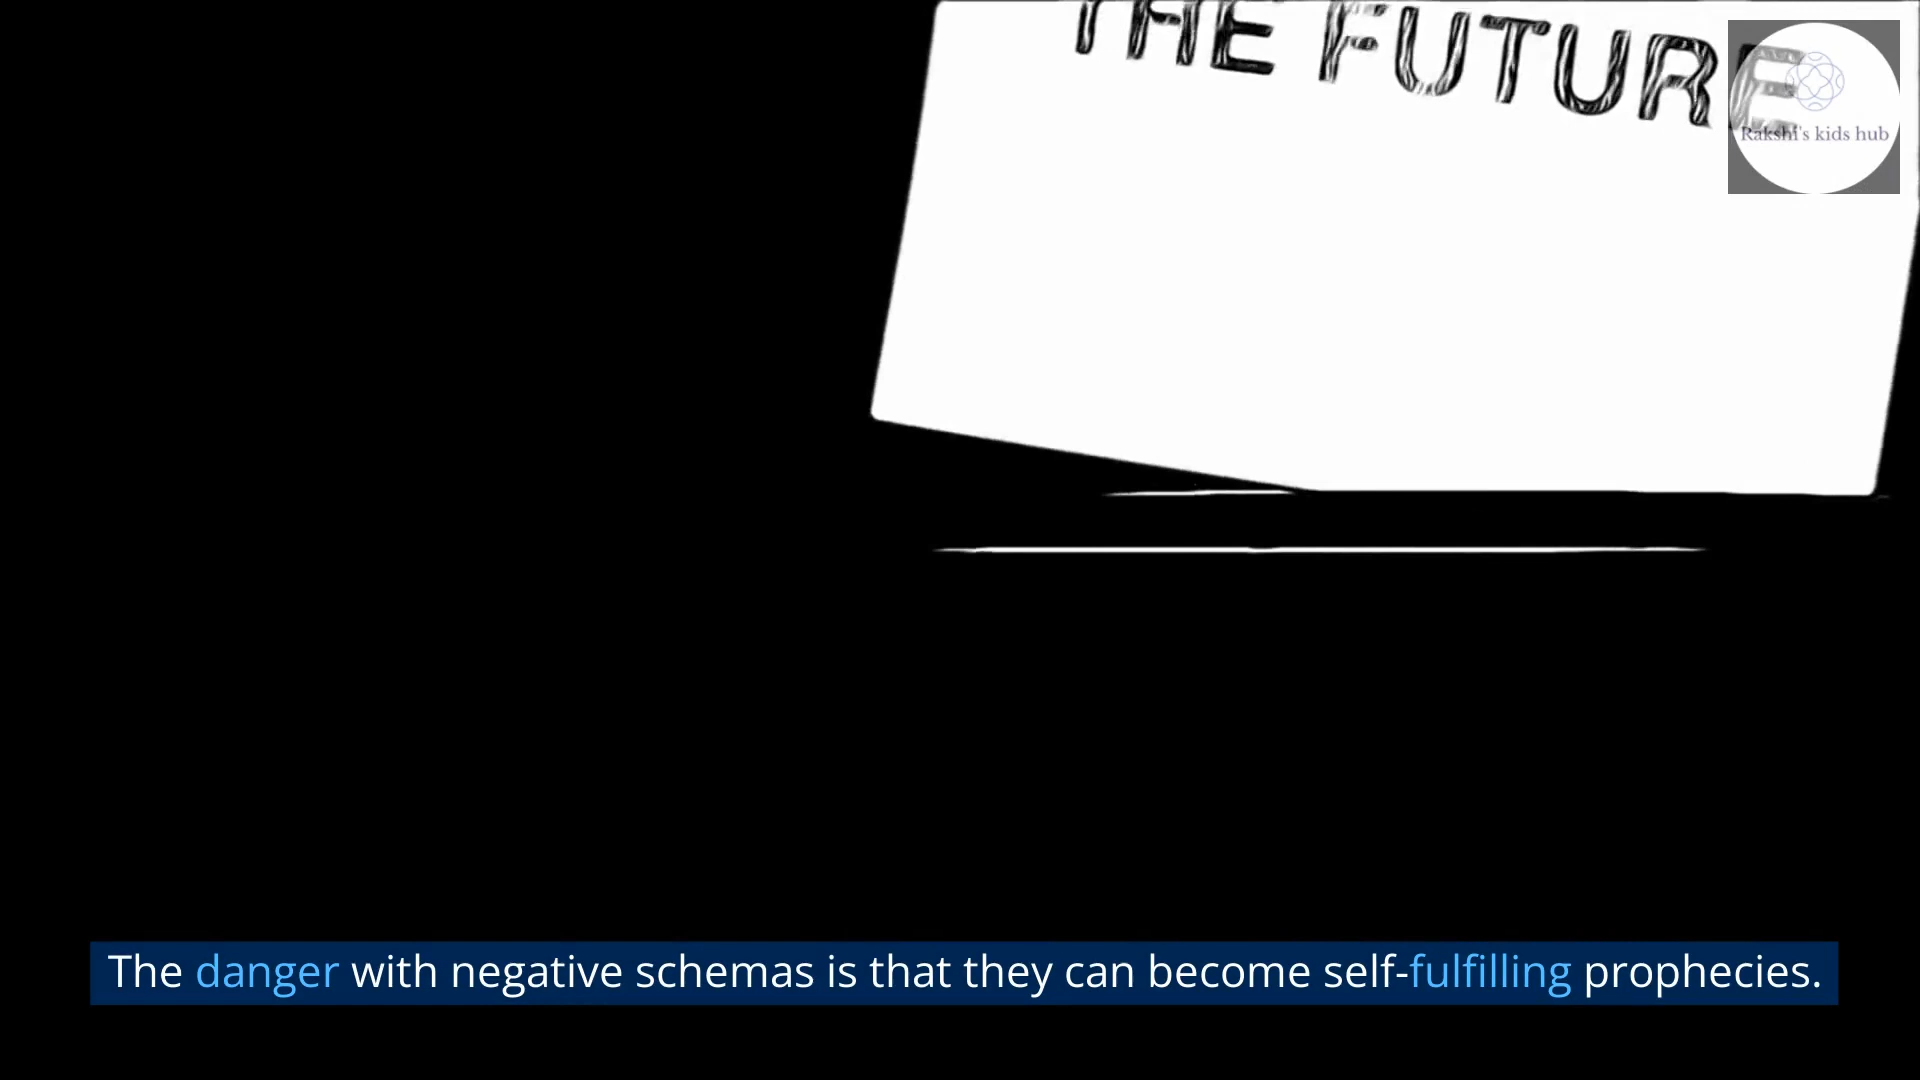 THE FUTURE
Rakshi's kids hub
The danger with negative schemas is that they can become self-fulfilling prophecies.